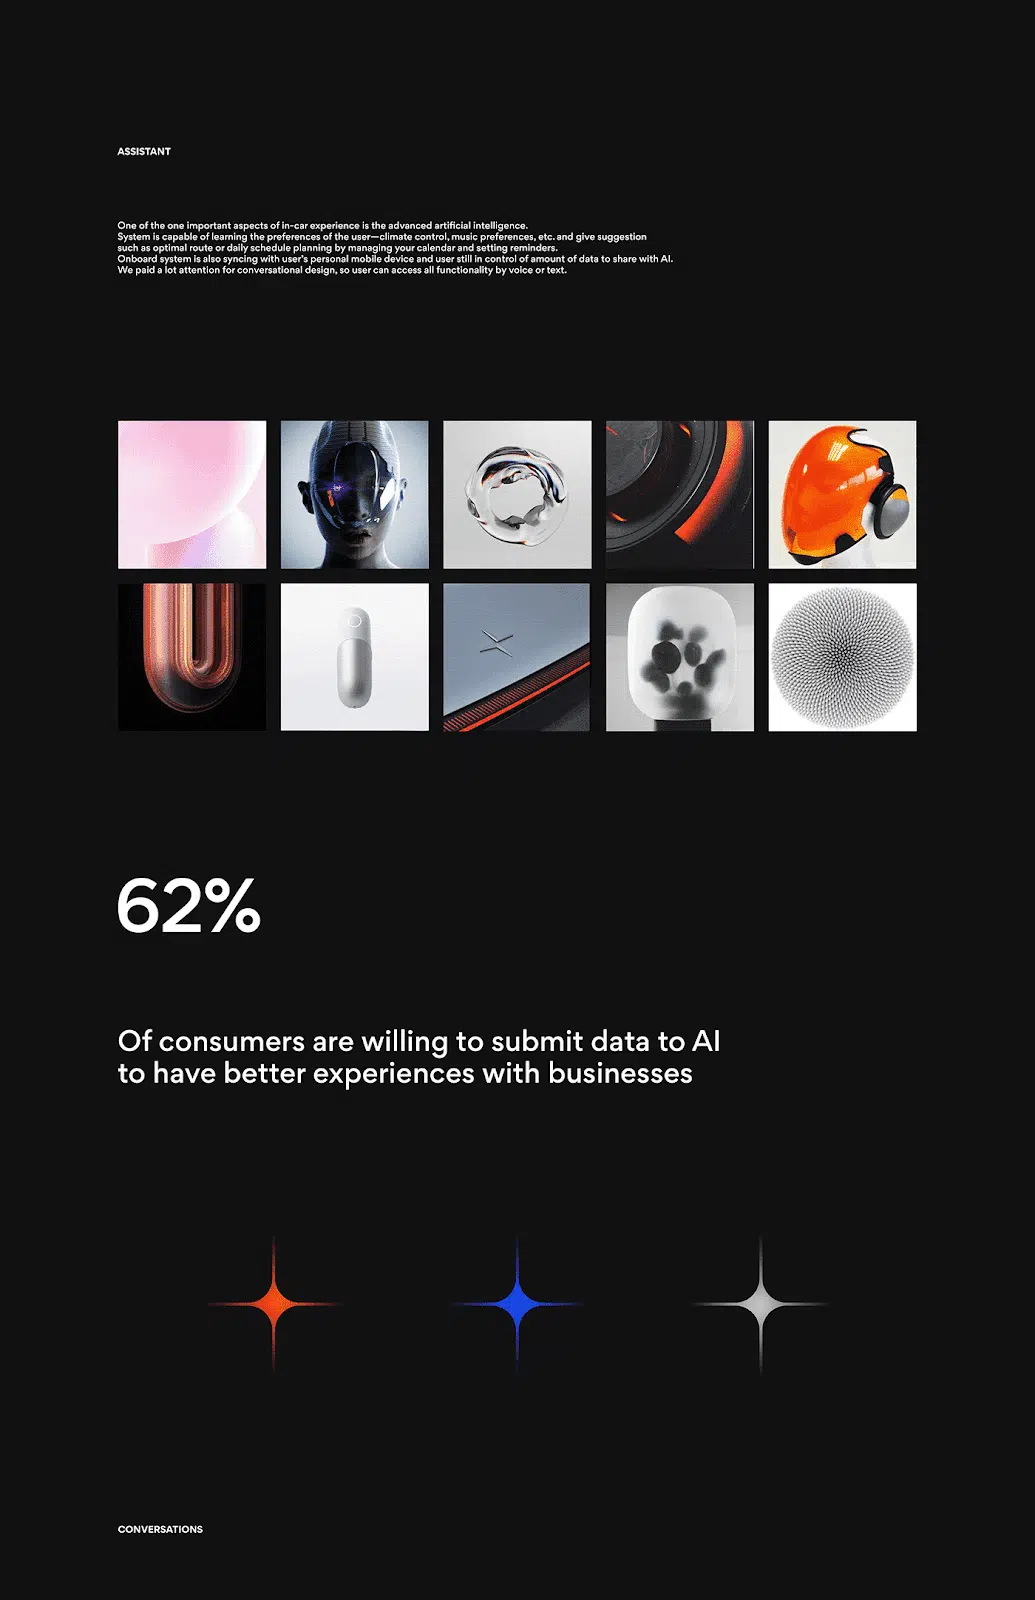 ASSISTANT
One of the one important aspects of in-car experience is the advanced artificial intelligence.
System is capable of learning the preferences of the user—climate control, music preferences, etc. and give suggestion
such as optimal route or daily schedule planning by managing your calendar and setting reminders.
Onboard system is also syncing with user's personal mobile device and user still in control of amount of data to share with AI.
We paid a lot attention for conversational design, so user can access all functionality by voice or text.
62%
Of consumers are willing to submit data to AI
to have better experiences with businesses
CONVERSATIONS